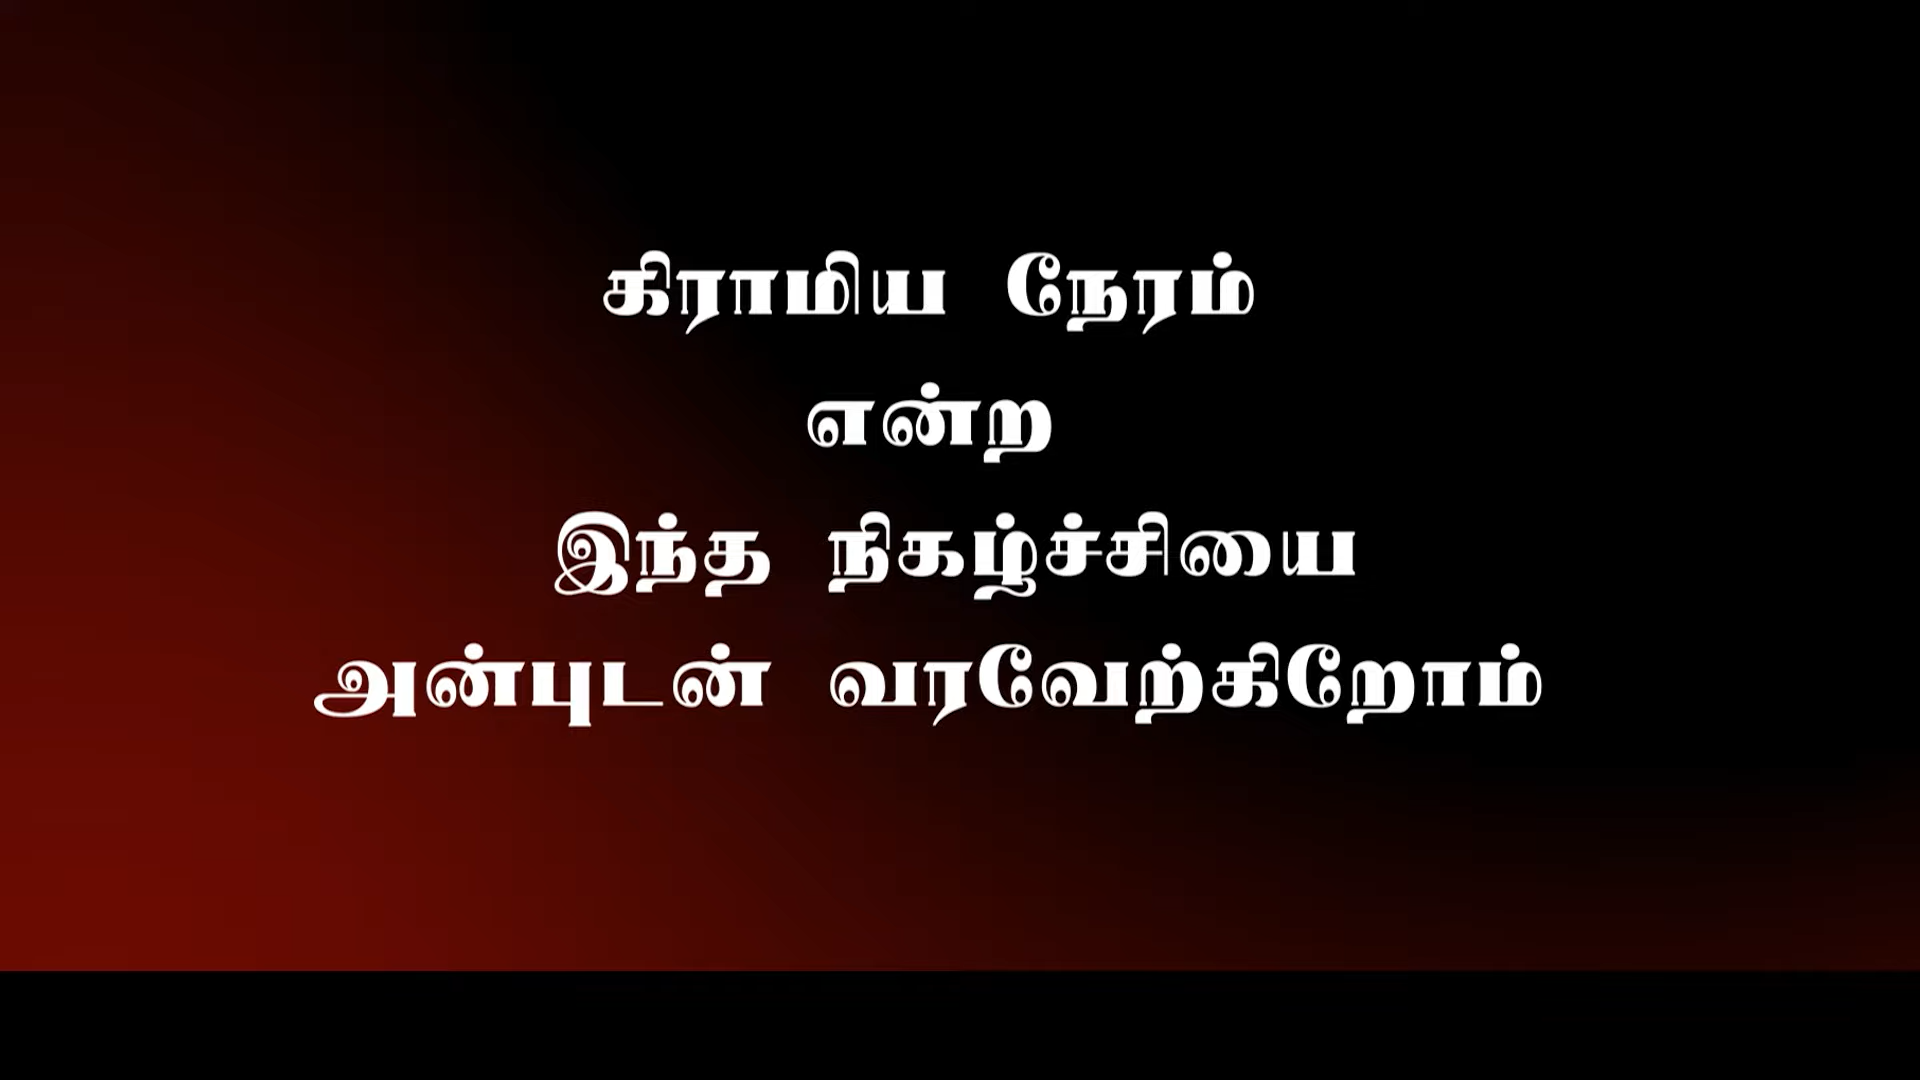 கிராமிய நேரம்
என்ற
இந்த நிகழ்ச்சியை
அன்புடன் வரவேற்கிறோம்